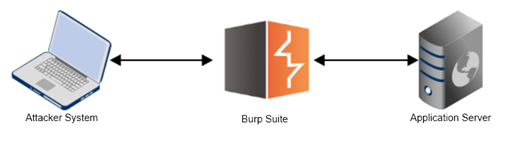 Attacker System
Burp Suite
Application Server